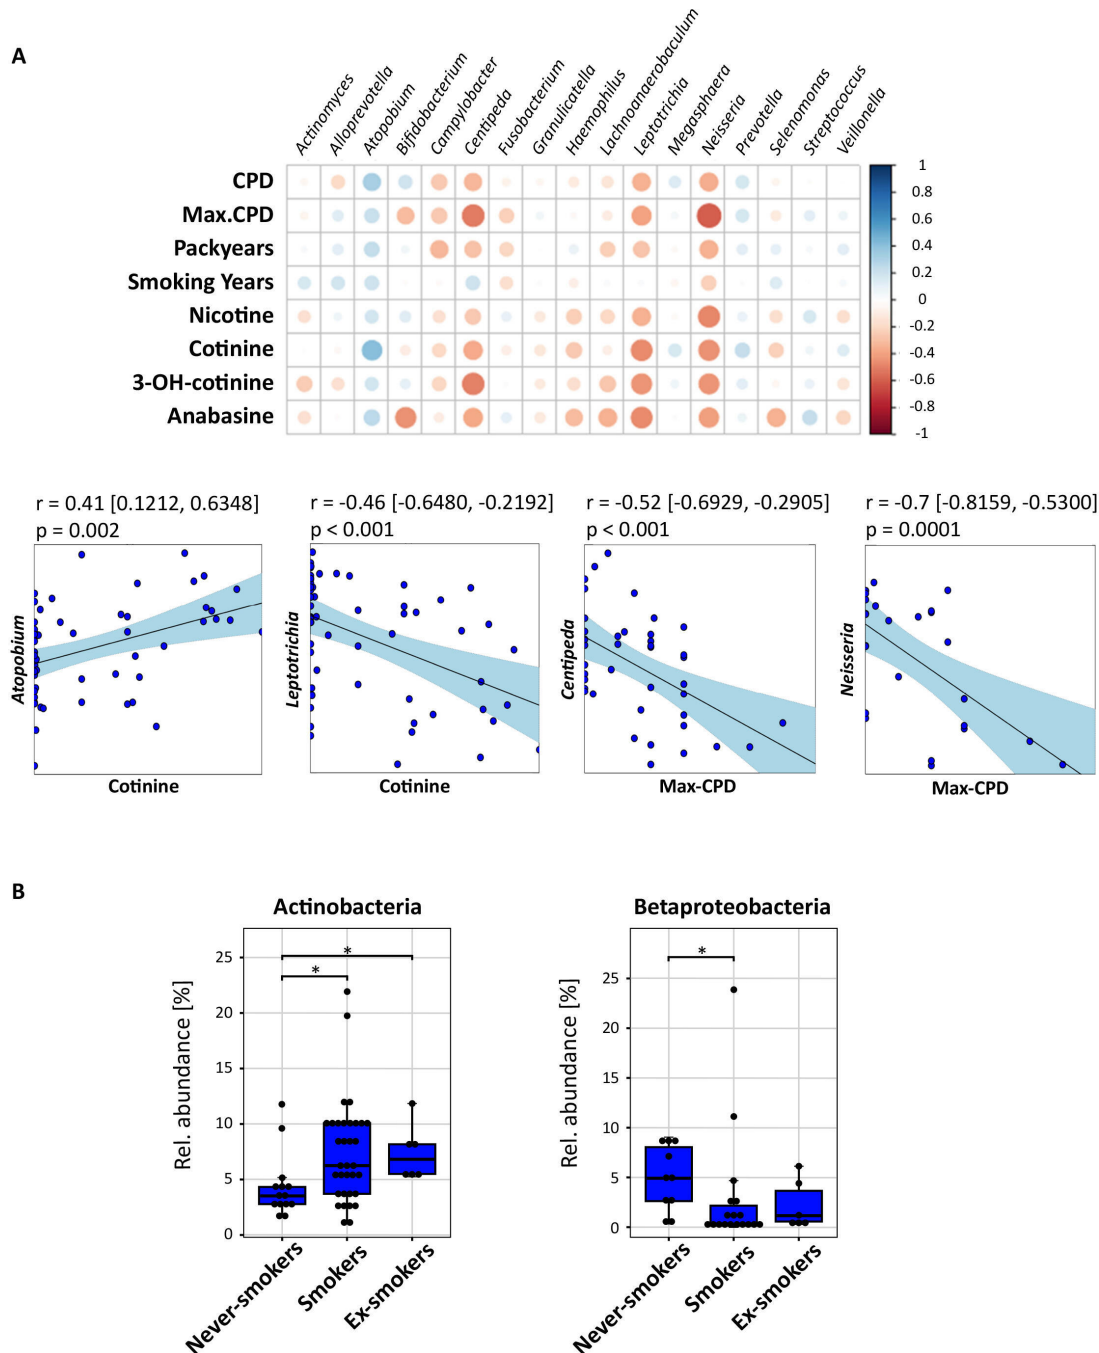 A
Actinomyces
Alloprevotella
Atopobium
Bifidobacterium
Campylobacter
Centipeda
Fusobacterium
Granulicatella
Haemophilus
Lachnoanaerobaculum
Leptotrichia
Megasphaera
Neisseria
Prevotella
Selenomonas
Streptococcus
Veillonella
CPD
Max.CPD
Packyears
Smoking Years
Nicotine
Cotinine
3-OH-cotinine
Anabasine
1
0.8
0.6
0.4
0.2
0
-0.2
-0.4
-0.6
-0.8
-1
r = 0.41 [0.1212, 0.6348]
p = 0.002
Atopobium
Cotinine
r = -0.46 [-0.6480, -0.2192]
p < 0.001
Leptotrichia
Cotinine
r = -0.52 [-0.6929, -0.2905]
p < 0.001
Centipeda
Max-CPD
r = -0.7 [-0.8159, -0.5300]
p = 0.0001
Neisseria
Max-CPD
B
Actinobacteria
Rel. abundance [%]
25
20
15
10
5
0
*
*
Never-smokers
Smokers
Ex-smokers
Betaproteobacteria
Rel. abundance [%]
25
20
15
10
5
0
*
Never-smokers
Smokers
Ex-smokers